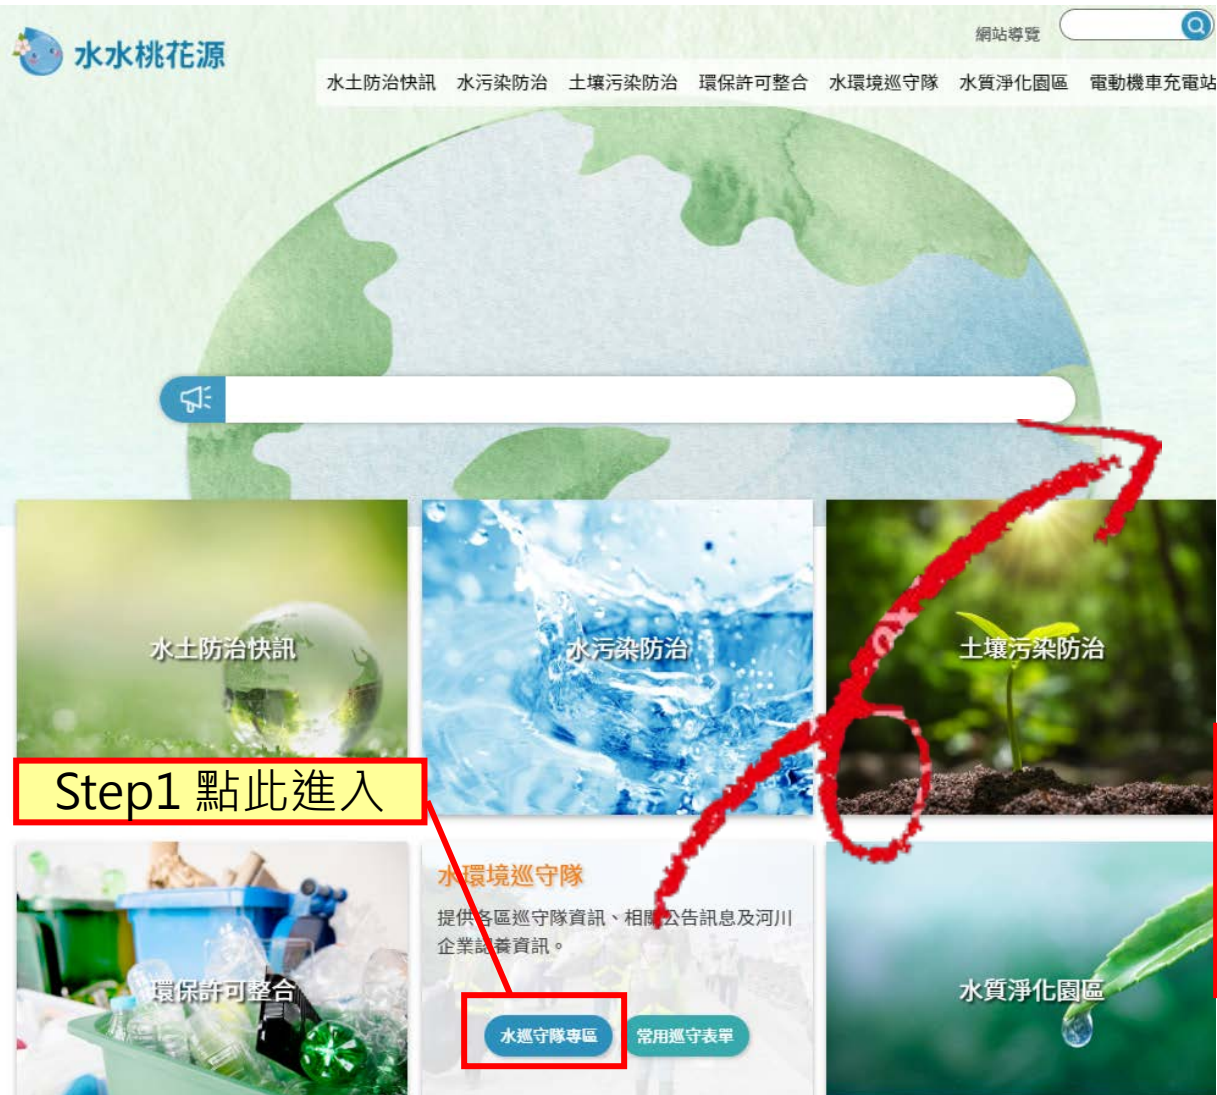 水水桃花源
網站導覽
水土防治快訊 水污染防治 土壤污染防治 環保許可整合 水環境巡守隊 水質淨化園區 電動機車充電站
水土防治快訊
水污染防治
土壤污染防治
Step1 點此進入
環保許可整合
水環境巡守隊
提供各區巡守隊資訊、相關公告訊息及河川
企業認養資訊。
水巡守隊專區
常用巡守表單
水質淨化園區